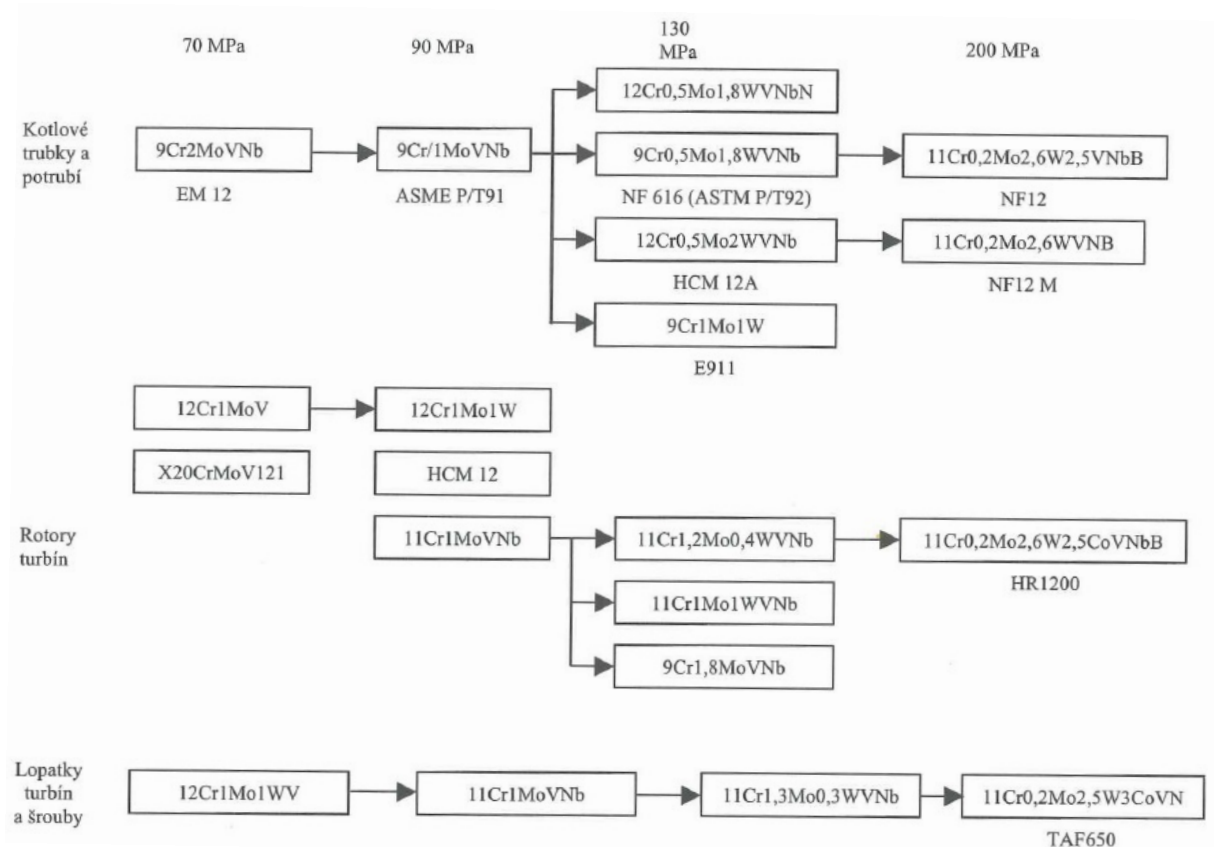 70 MPa
90 MPa
130
MPa
200 MPa
Kotlové
trubky a
potrubí
12Cr0,5Mo1,8WVNbN
9Cr2MoVNb
9Cr/1MoVNb
9Cr0,5Mo1,8WVNb
11Cr0,2Mo2,6W2,5VNbB
EM 12
ASME P/T91
NF 616 (ASTM P/T92)
NF12
12Cr0,5Mo2WVNb
11Cr0,2Mo2,6WVNB
HCM 12A
NF12 M
9Cr1Mo1W
E911
12Cr1MoV
12Cr1Mo1W
X20CrMoV121
HCM 12
Rotory
turbín
11Cr1MoVNb
11Cr1,2Mo0,4WVNb
11Cr0,2Mo2,6W2,5CoVNbB
HR1200
11Cr1Mo1WVNb
9Cr1,8MoVNb
Lopatky
turbín
a šrouby
12Cr1Mo1WV
11Cr1MoVNb
11Cr1,3Mo0,3WVNb
11Cr0,2Mo2,5W3CoVN
TAF650